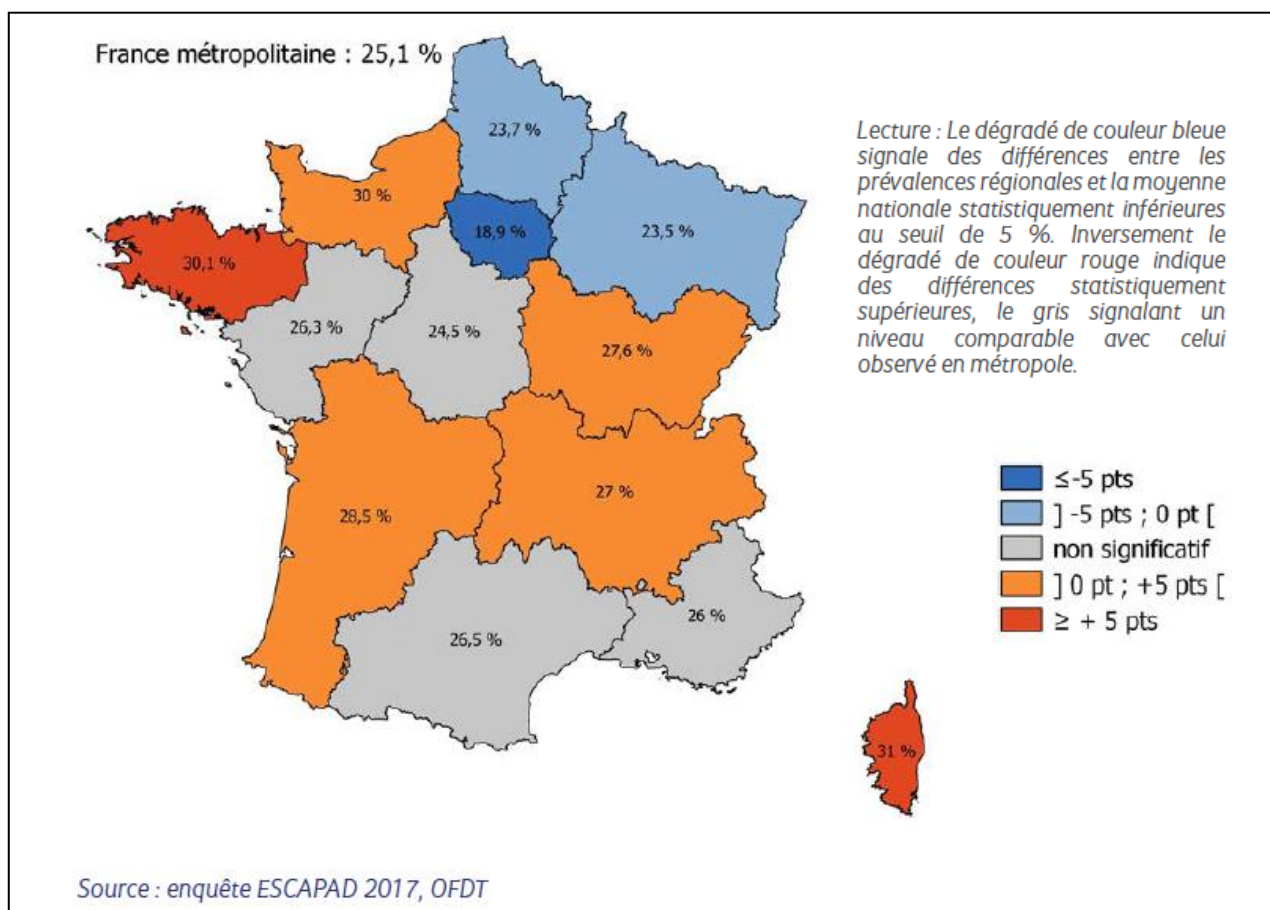 France métropolitaine : 25,1 %
23,7 %
30 %
18,9 %
23,5 %
30,1 %
26,3 %
24,5 %
27,6 %
28,5 %
27 %
26,5 %
26 %
31 %
Lecture : Le dégradé de couleur bleue
signale des différences entre les
prévalences régionales et la moyenne
nationale statistiquement inférieures
au seuil de 5 %. Inversement le
dégradé de couleur rouge indique
des différences statistiquement
supérieures, le gris signalant un
niveau comparable avec celui
observé en métropole.
≤-5 pts
] -5 pts ; 0 pt [
non significatif
] 0 pt ; +5 pts [
≥ + 5 pts
Source : enquête ESCAPAD 2017, OFDT